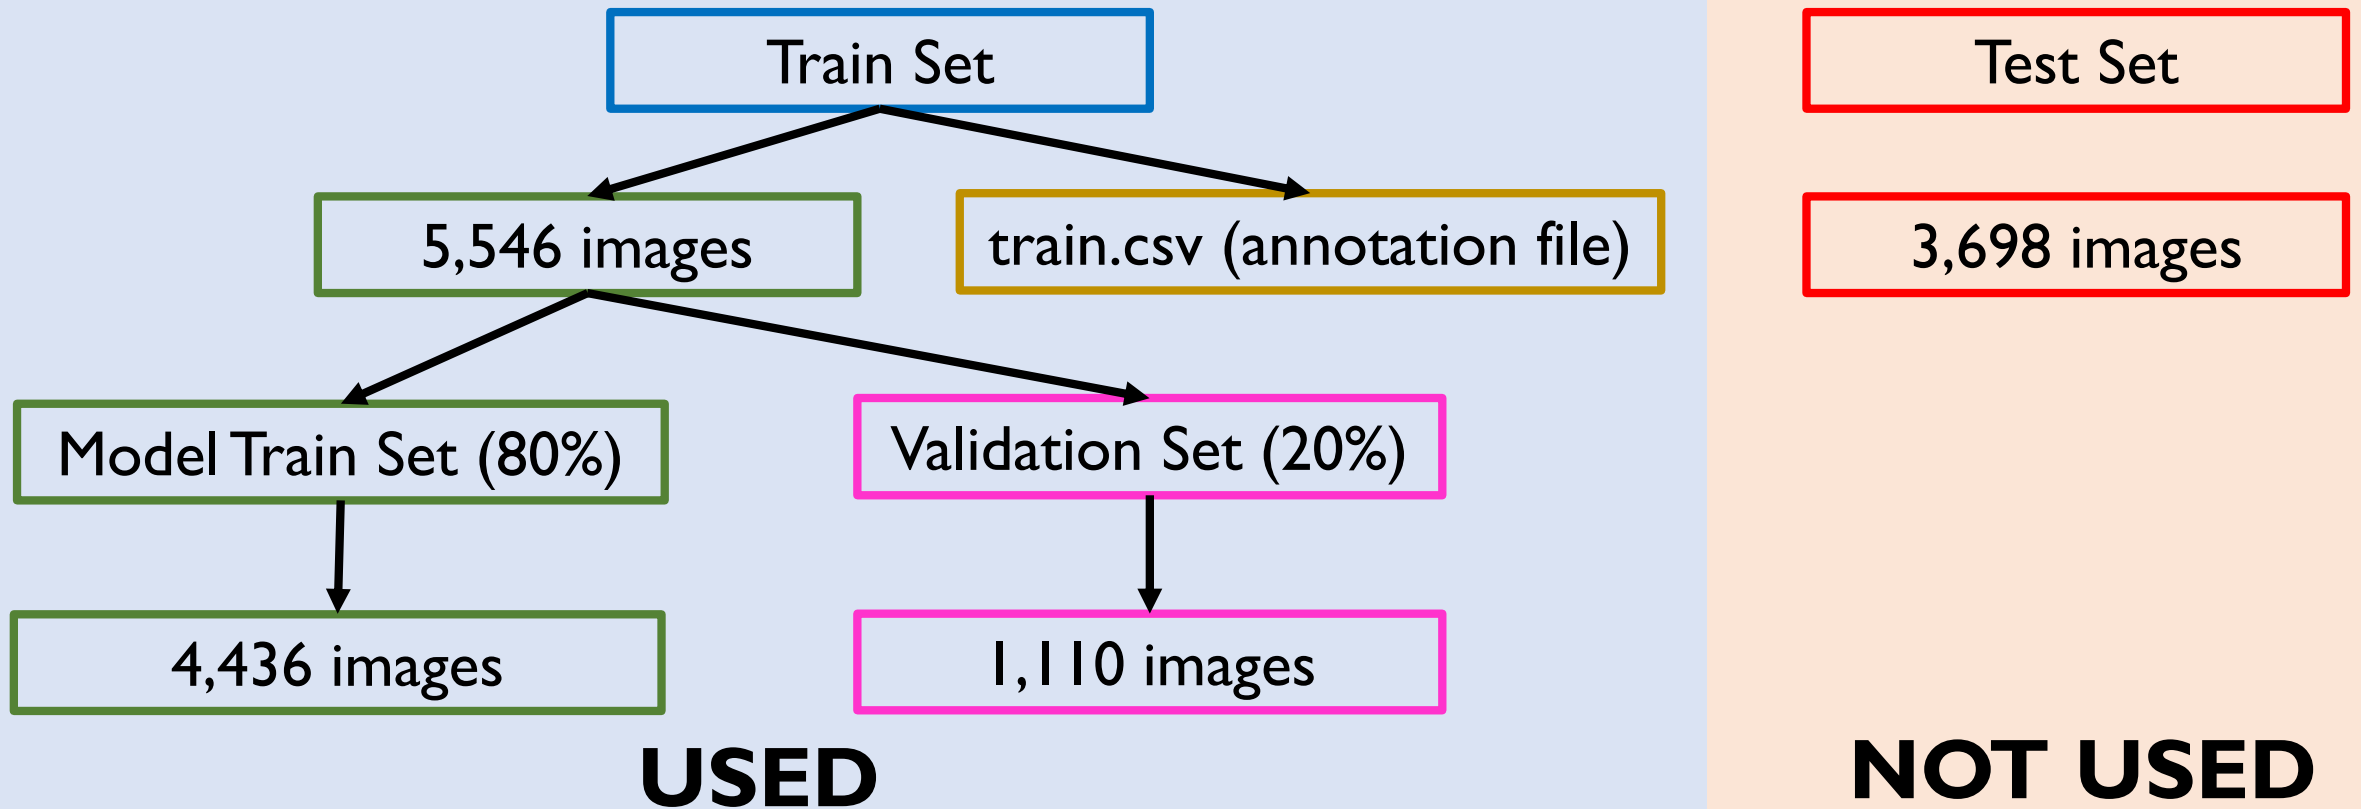 Train Set
Test Set
5,546 images
train.csv (annotation file)
3,698 images
Model Train Set (80%)
Validation Set (20%)
4,436 images
1,110 images
USED
NOT USED